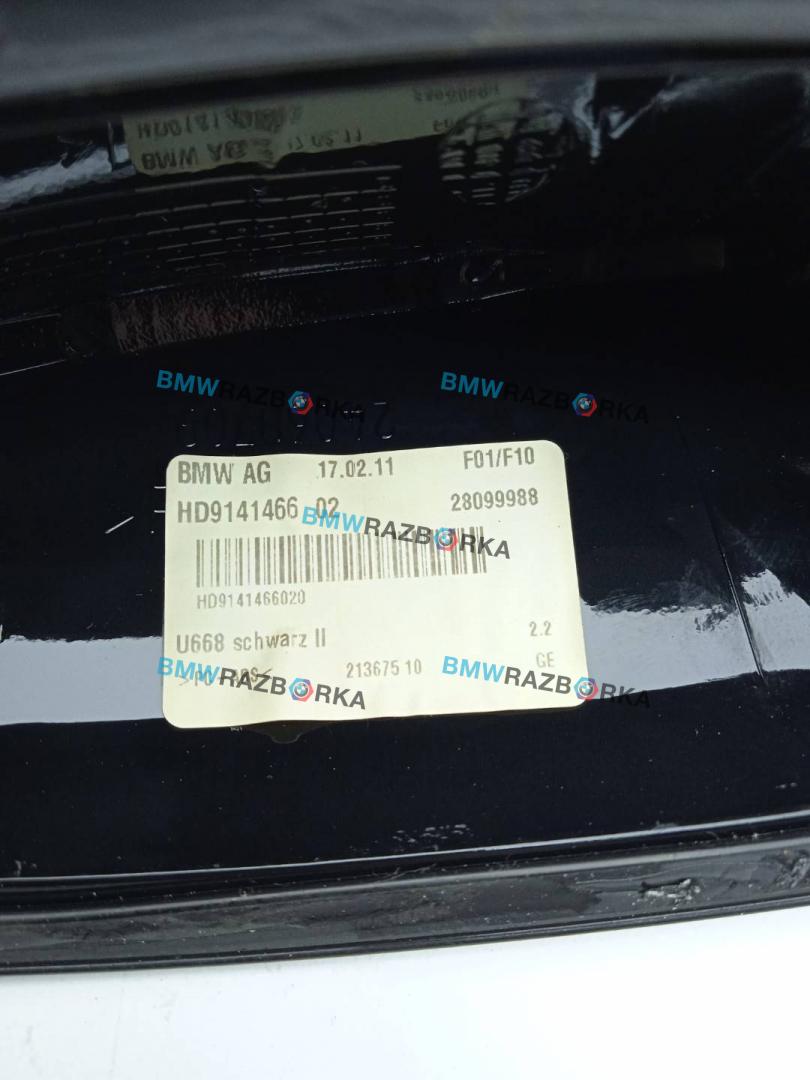 BMWRAZBORKA BMWRAZBORKA
BMW AG 17.02.11 F01/F10
HD9141466 02 28099988
BMWRAZBORKA
HD9141466020
U668 schwarz II 2.2
213675 10 GE
BMWRAZBORKA BMWRAZBORKA